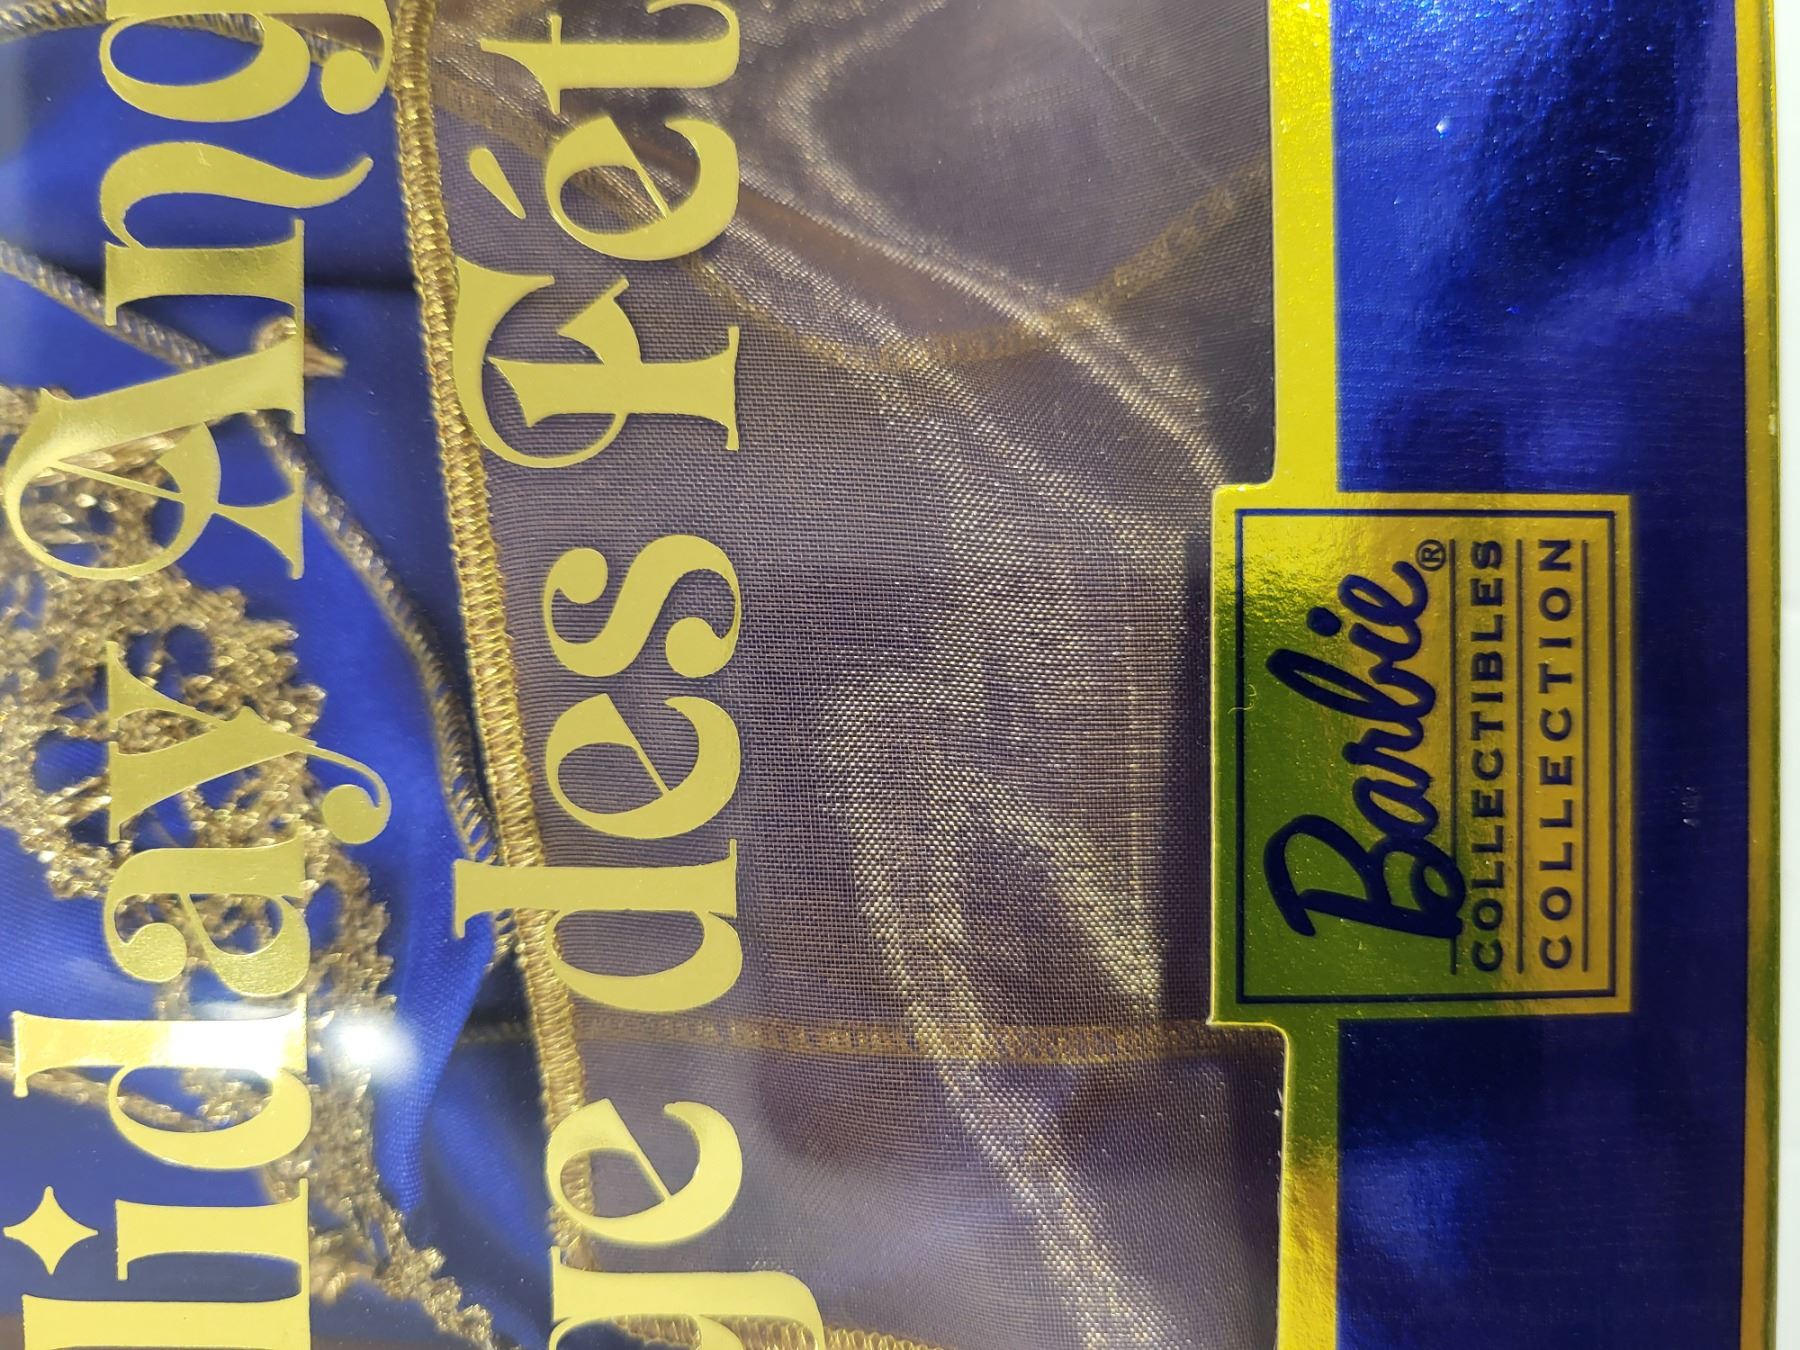 liday Ang
ge des Fêt
Barbie®
COLLECTIBLES
COLLECTION